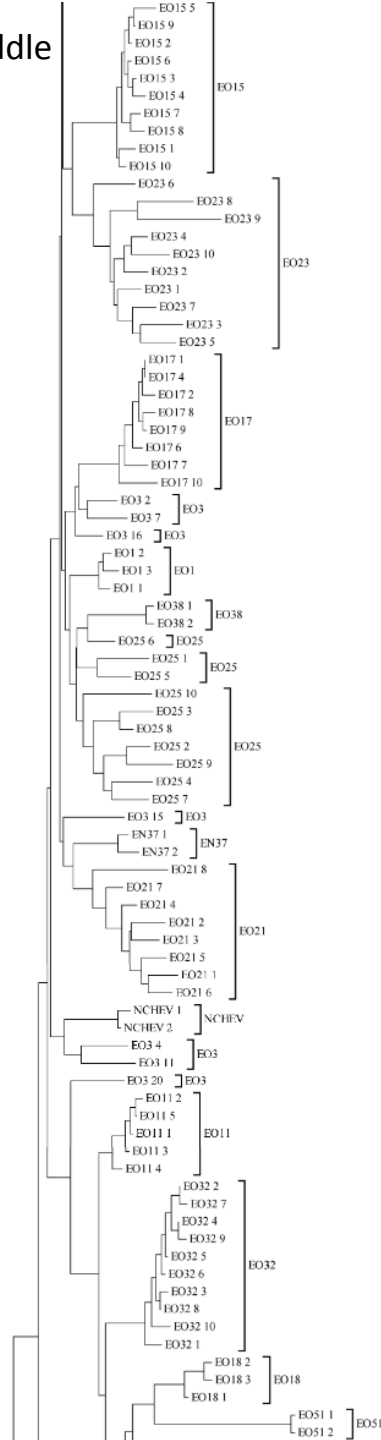 ldle
EO15 5
EO15 9
EO15 2
EO15 6
EO15 3
EO15 4
EO15 7
EO15 8
EO15 1
EO15 10
EO15
EO23 6
EO23 8
EO23 9
EO23 4
EO23 10
EO23 2
EO23 1
EO23 7
EO23 3
EO23 5
EO23
EO17 1
EO17 4
EO17 2
EO17 8
EO17 9
EO17 6
EO17 7
EO17 10
EO17
EO3 2
EO3 7
EO3
EO3 16
EO3
EO1 2
EO1 3
EO1 1
EO1
EO38 1
EO38 2
EO38
EO25 6
EO25
EO25 1
EO25 5
EO25
EO25 10
EO25 3
EO25 8
EO25 2
EO25 9
EO25 4
EO25 7
EO25
EO3 15
EO3
EN37 1
EN37 2
EN37
EO21 8
EO21 7
EO21 4
EO21 2
EO21 3
EO21 5
EO21 1
EO21 6
EO21
NCHEV 1
NCHEV 2
NCHEV
EO3 4
EO3 11
EO3
EO3 20
EO3
EO11 2
EO11 5
EO11 1
EO11 3
EO11 4
EO11
EO32 2
EO32 7
EO32 4
EO32 9
EO32 5
EO32 6
EO32 3
EO32 8
EO32 10
EO32 1
EO32
EO18 2
EO18 3
EO18 1
EO18
EO51 1
EO51 2
EO51